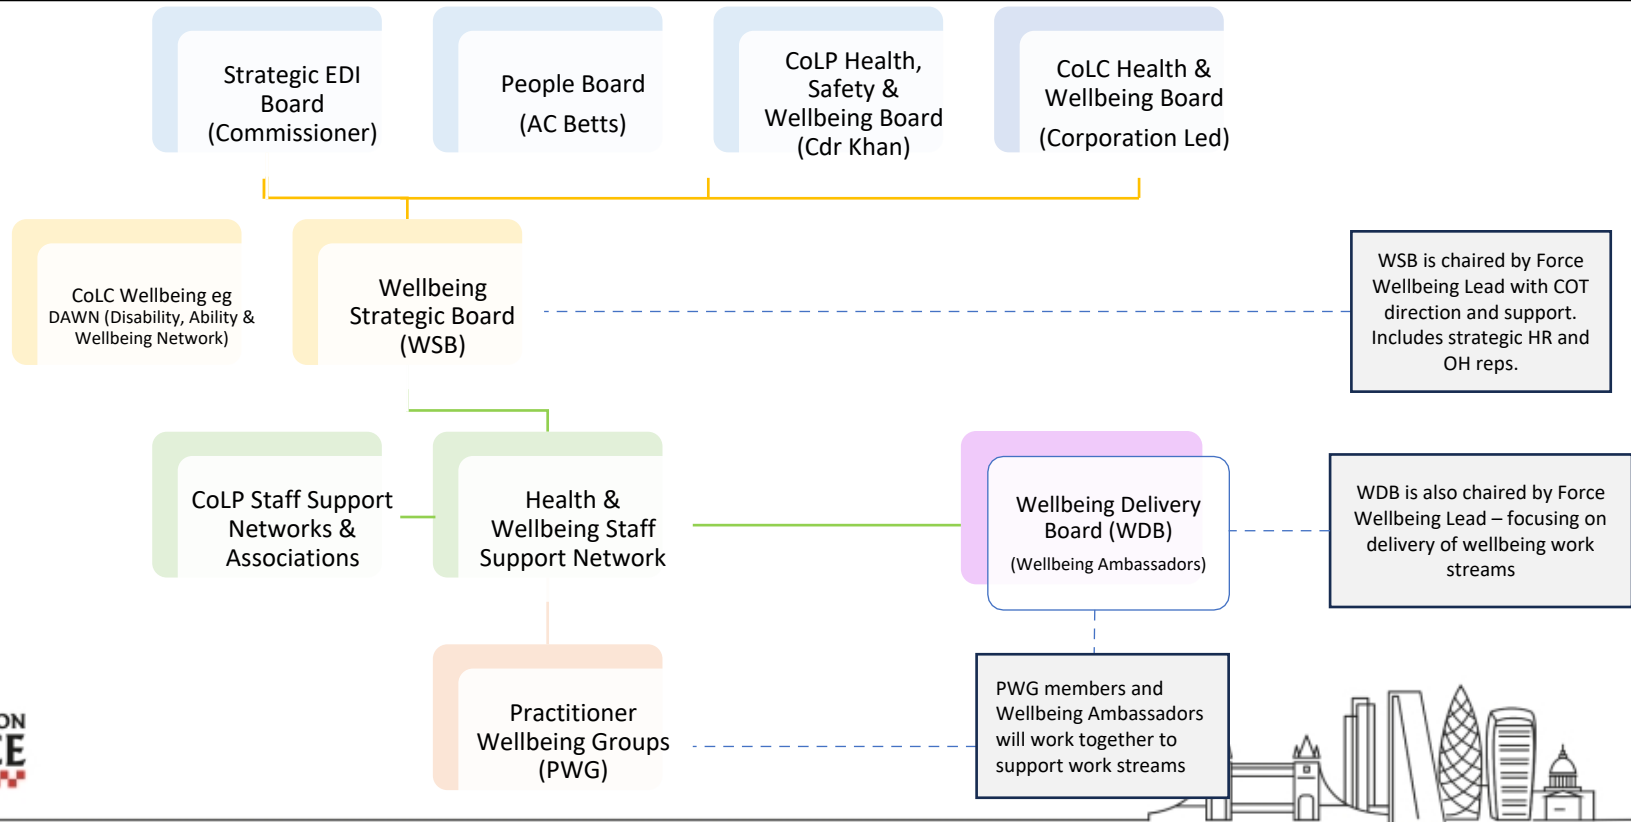 Strategic EDI
Board
(Commissioner)
People Board
(AC Betts)
CoLP Health,
Safety &
Wellbeing Board
(Cdr Khan)
CoLC Health &
Wellbeing Board
(Corporation Led)
CoLC Wellbeing eg
DAWN (Disability, Ability &
Wellbeing Network)
Wellbeing
Strategic Board
(WSB)
WSB is chaired by Force
Wellbeing Lead with COT
direction and support.
Includes strategic HR and
OH reps.
CoLP Staff Support
Networks &
Associations
Health &
Wellbeing Staff
Support Network
Wellbeing Delivery
Board (WDB)
(Wellbeing Ambassadors)
WDB is also chaired by Force
Wellbeing Lead – focusing on
delivery of wellbeing work
streams
Practitioner
Wellbeing Groups
(PWG)
PWG members and
Wellbeing Ambassadors
will work together to
support work streams
ON
CE